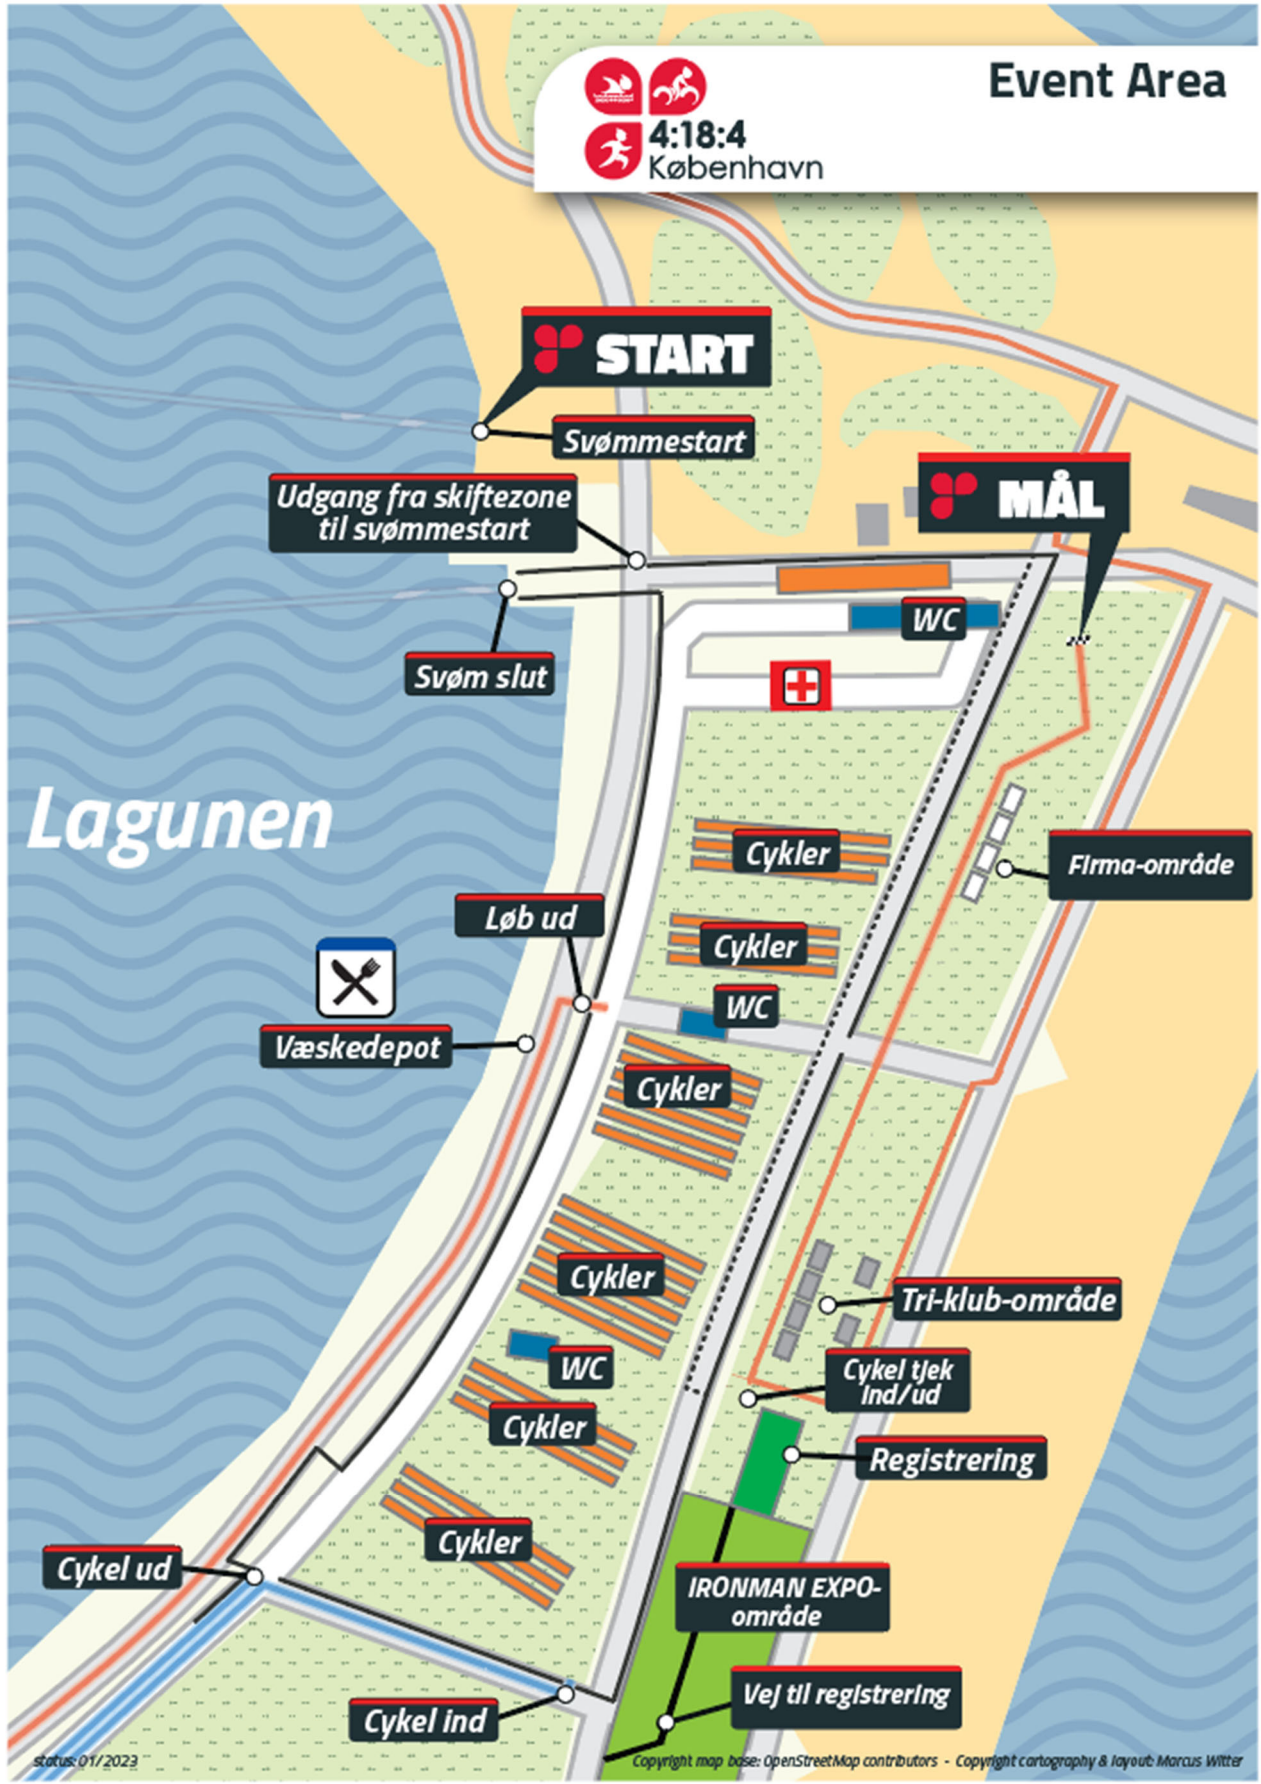 Event Area
4:18:4
København
START
Svømmestart
Udgang fra skiftezone
til svømmestart
MÅL
WC
Svøm slut
Lagunen
Cykler
Firma-område
Løb ud
Cykler
WC
Væskedepot
Cykler
Cykler
Tri-klub-område
WC
Cykel tjek
Ind/ud
Cykler
Registrering
Cykler
Cykel ud
IRONMAN EXPO-
område
Vej til registrering
Cykel ind
status: 01/2023
Copyright map base: OpenStreetMap contributors - Copyright cartography & layout: Marcus Witter